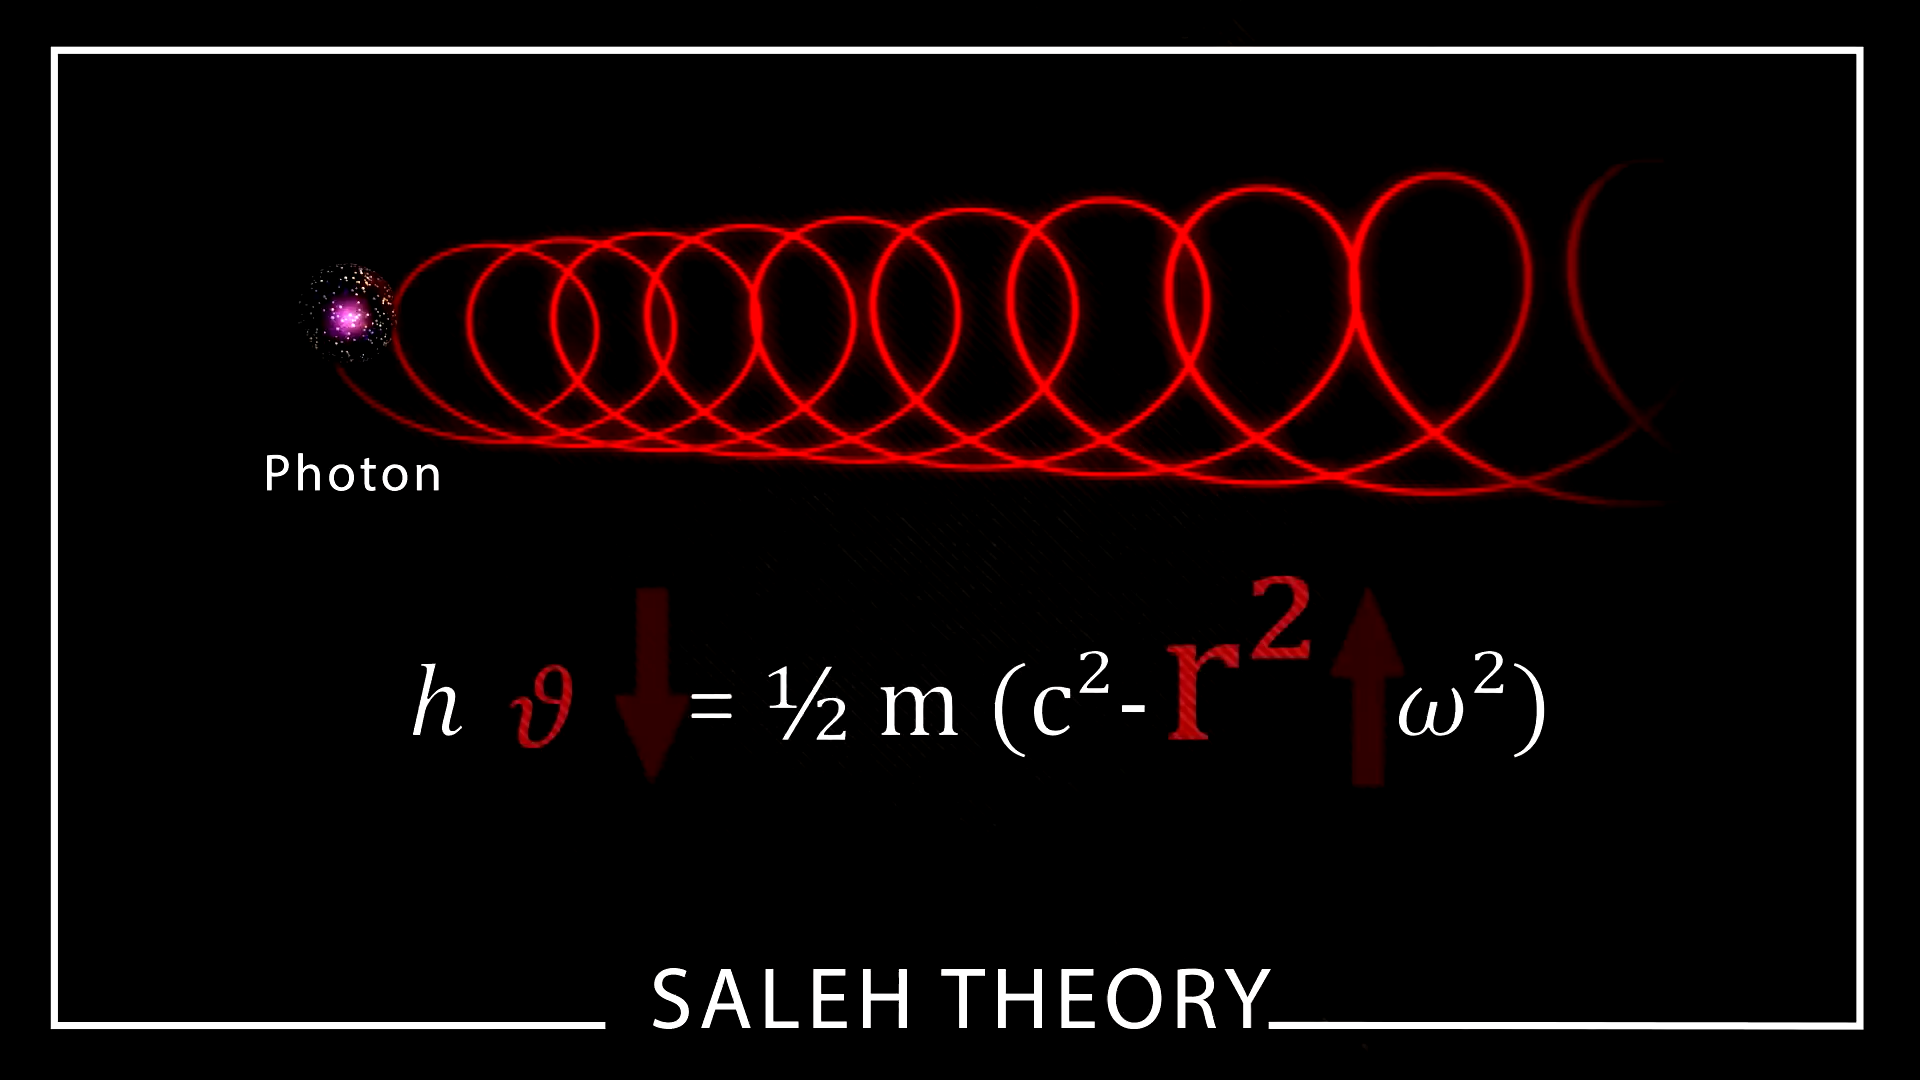 Photon
h ϑ = ½ m (c²-r² ω²)
SALEH THEORY